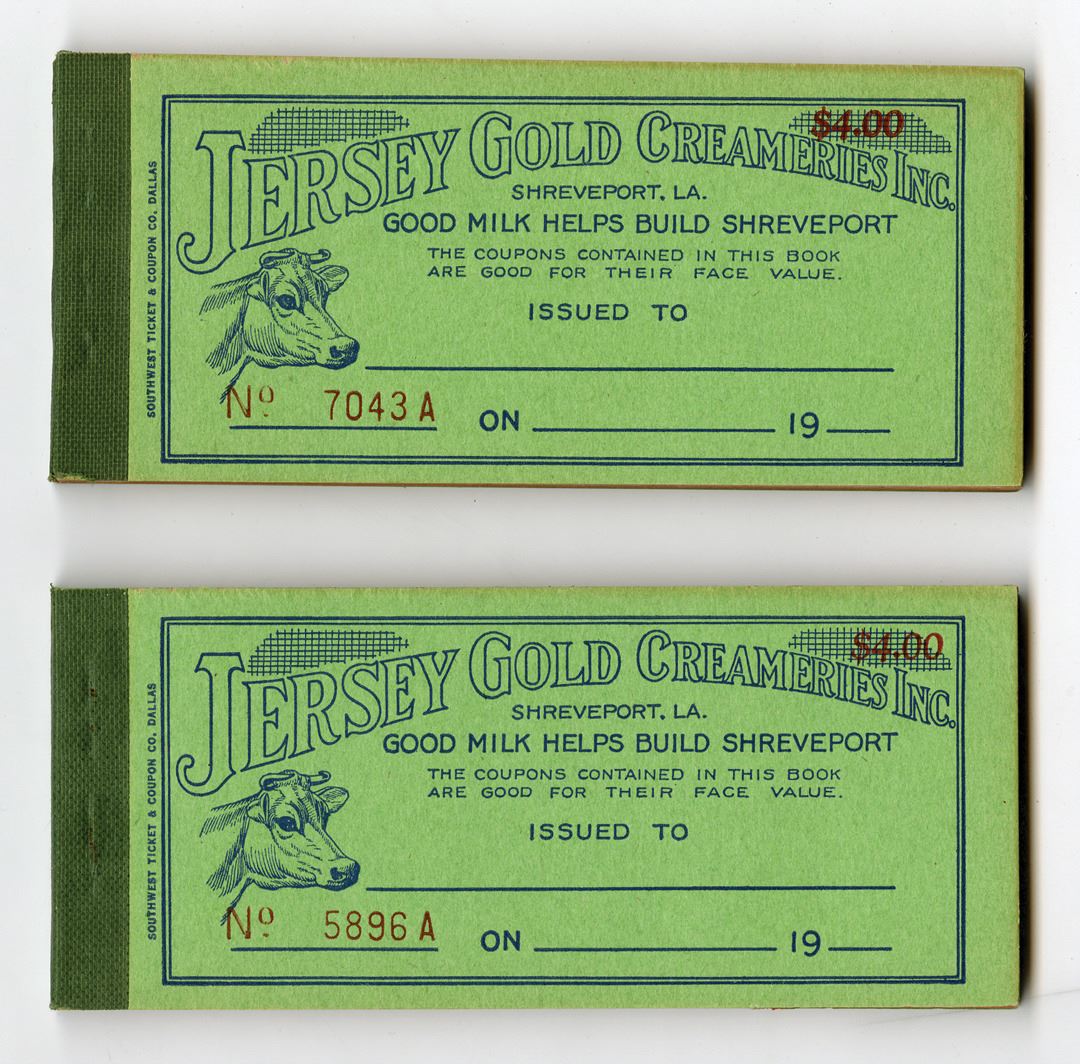 $4.00
JERSEY GOLD CREAMERIES INC.
SHREVEPORT, LA.
GOOD MILK HELPS BUILD SHREVEPORT
THE COUPONS CONTAINED IN THIS BOOK
ARE GOOD FOR THEIR FACE VALUE.
ISSUED TO
Nº 7043 A ON 19
SOUTHWEST TICKET & COUPON CO. DALLAS
$4.00
JERSEY GOLD CREAMERIES INC.
SHREVEPORT, LA.
GOOD MILK HELPS BUILD SHREVEPORT
THE COUPONS CONTAINED IN THIS BOOK
ARE GOOD FOR THEIR FACE VALUE.
ISSUED TO
Nº 5896 A ON 19
SOUTHWEST TICKET & COUPON CO. DALLAS